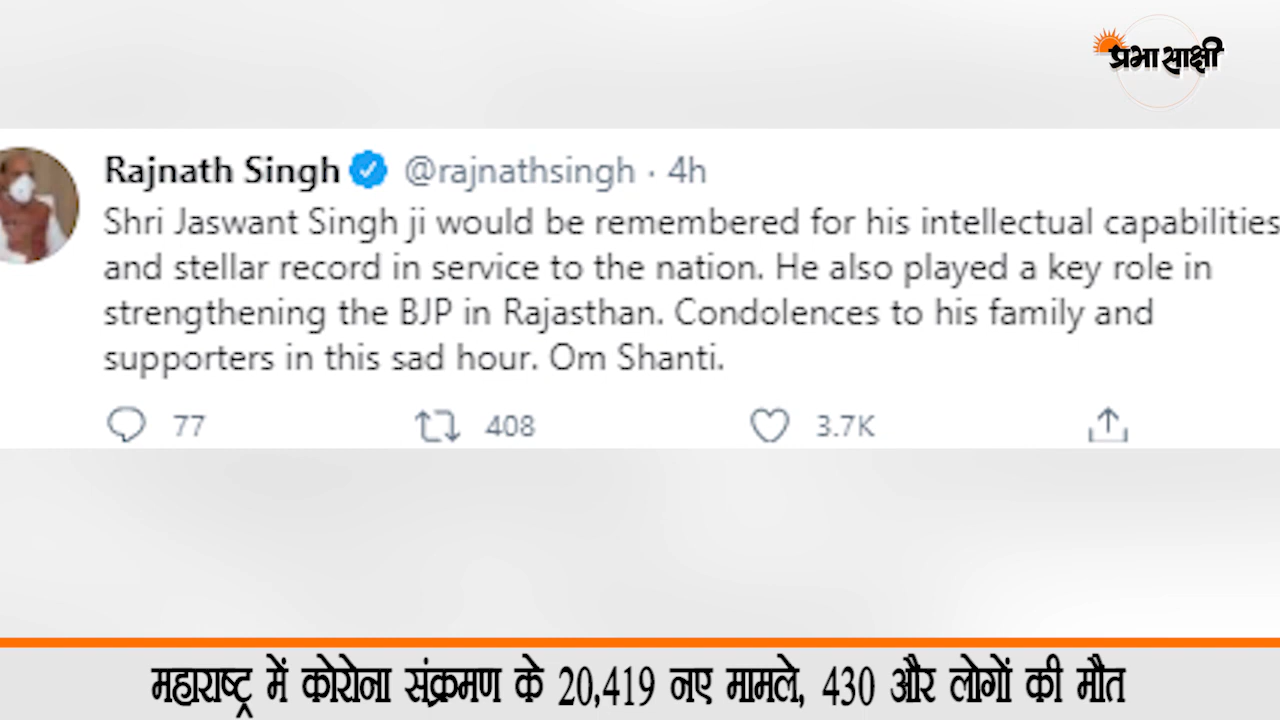 प्रभासाक्षी
Rajnath Singh @rajnathsingh · 4h
Shri Jaswant Singh ji would be remembered for his intellectual capabilities
and stellar record in service to the nation. He also played a key role in
strengthening the BJP in Rajasthan. Condolences to his family and
supporters in this sad hour. Om Shanti.
77 408 3.7K
महाराष्ट्र में कोरोना संक्रमण के 20,419 नए मामले, 430 और लोगों की मौत